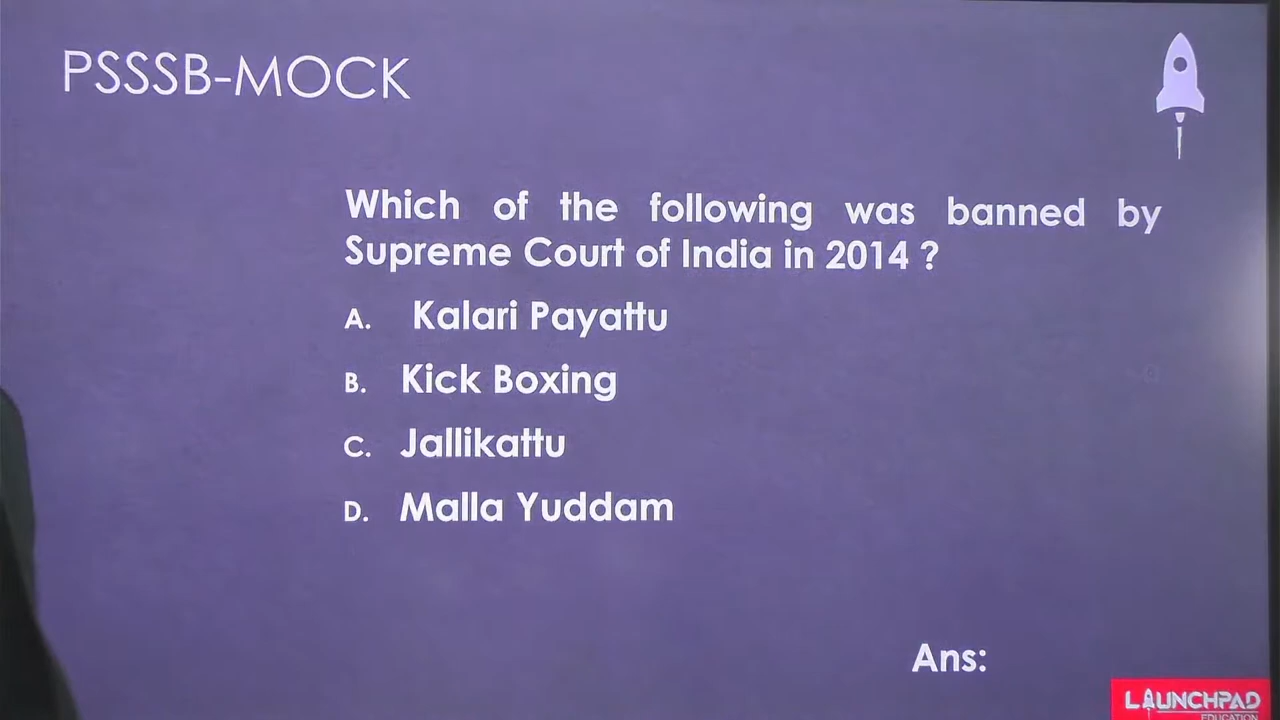 PSSSB-MOCK
Which of the following was banned by
Supreme Court of India in 2014 ?
A. Kalari Payattu
B. Kick Boxing
C. Jallikattu
D. Malla Yuddam
Ans:
LAUNCHPAD
EDUCATION